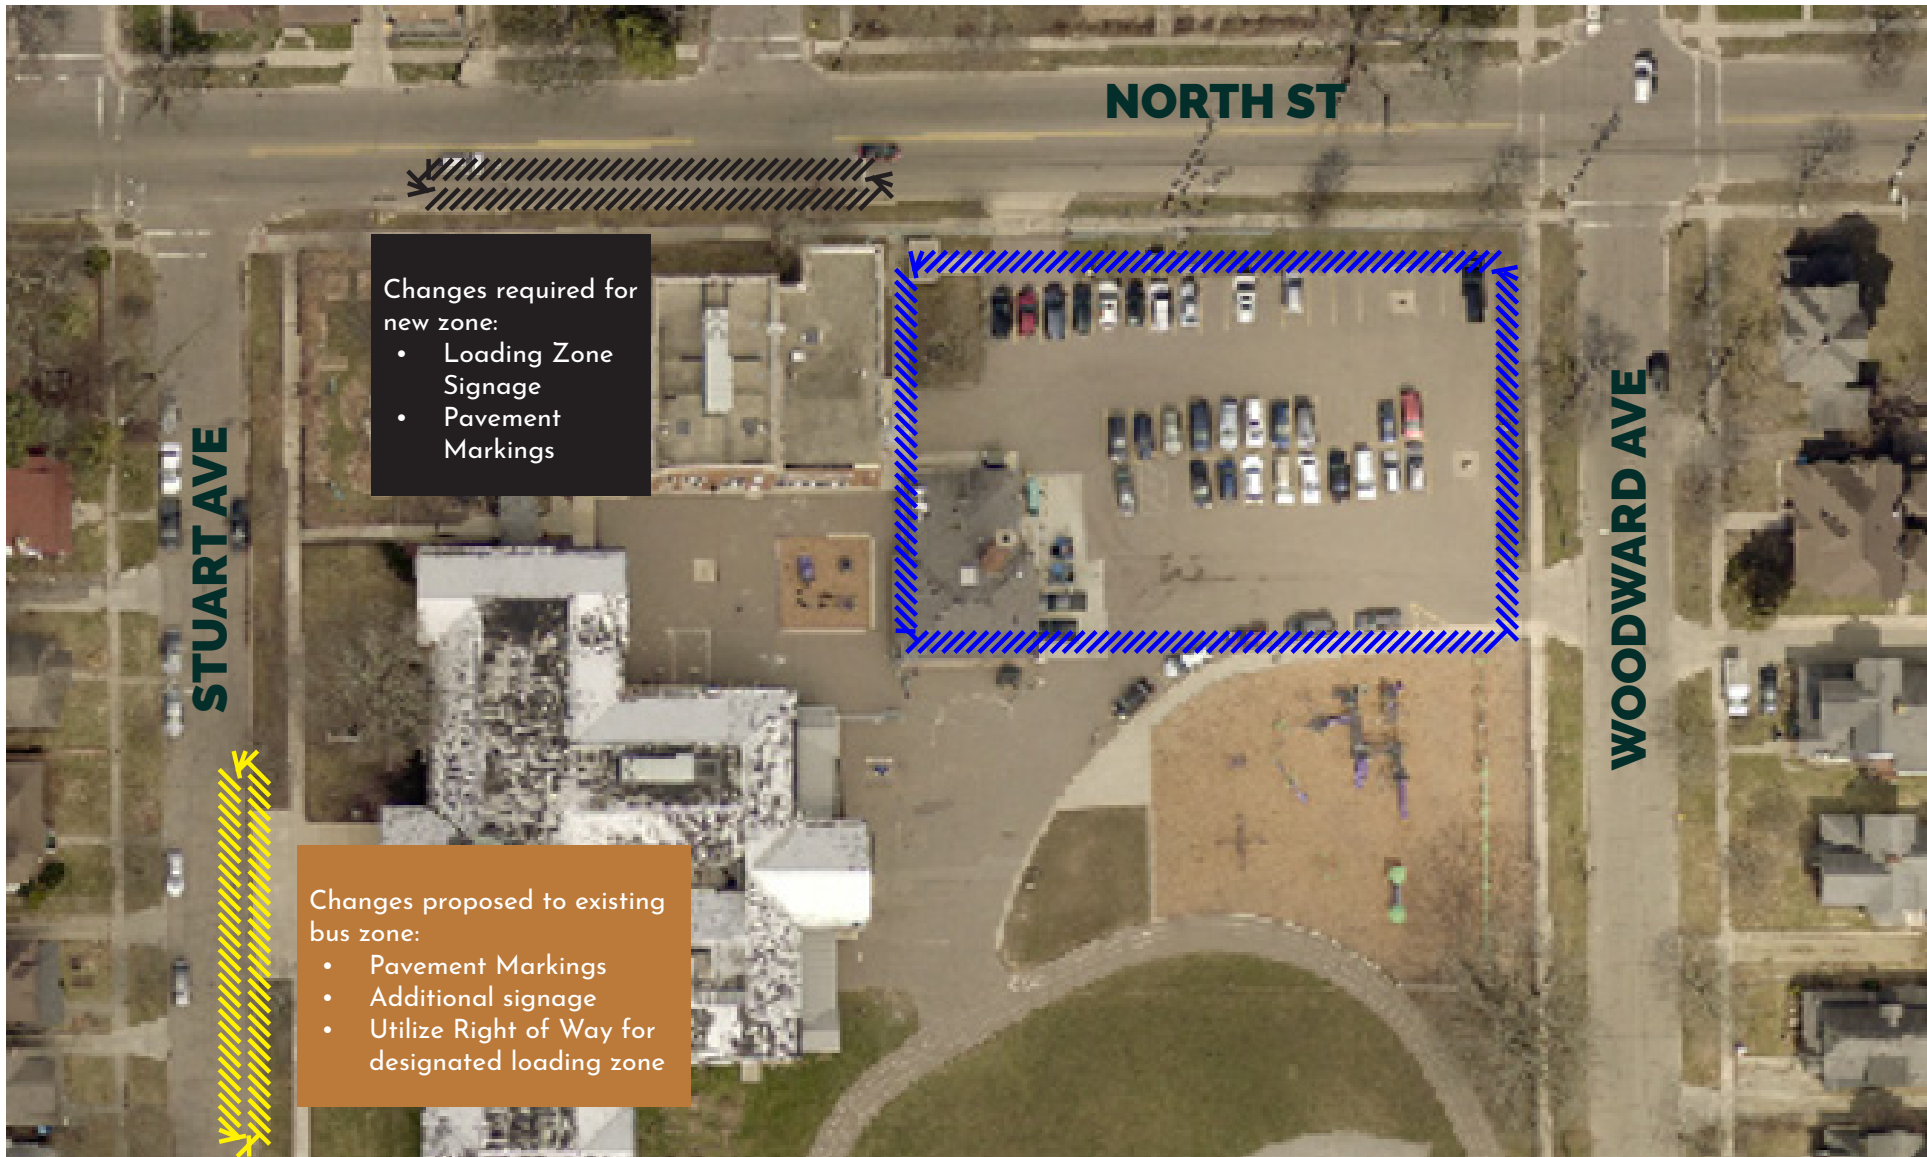 NORTH ST
Changes required for
new zone:
• Loading Zone
Signage
• Pavement
Markings
STUART AVE
WOODWARD AVE
Changes proposed to existing
bus zone:
• Pavement Markings
• Additional signage
• Utilize Right of Way for
designated loading zone